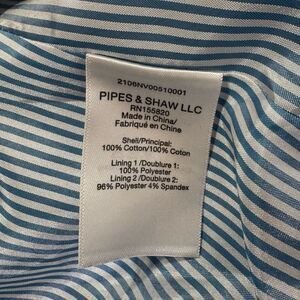 2106NV00510001
PIPES & SHAW LLC
RN155820
Made in China/
Fabriqué en Chine
Shell/Principal:
100% Cotton/100% Coton
Lining 1 /Doublure 1:
100% Polyester
Lining 2 /Doublure 2:
96% Polyester 4% Spandex